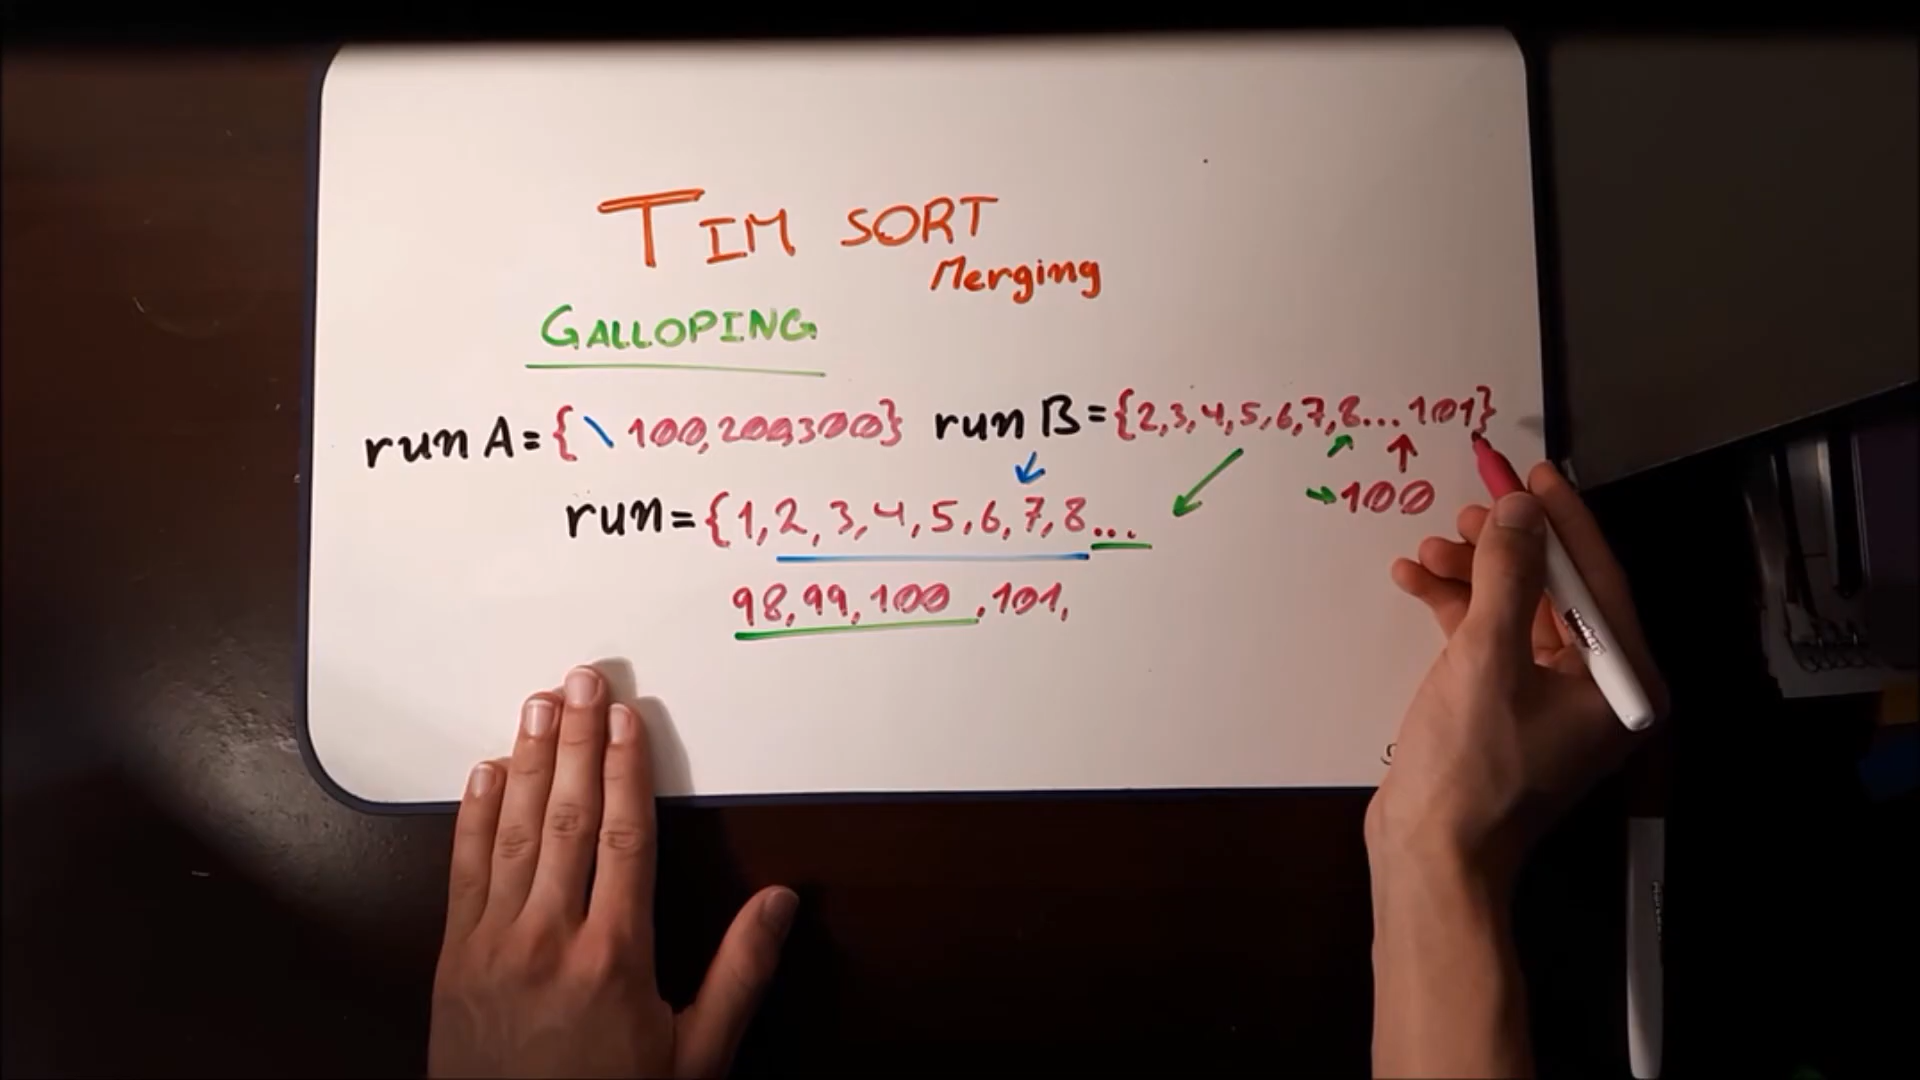 TIM SORT
Merging
GALLOPING
run A={\ 100,200,300} run B={2,3,4,5,6,7,8...101}
100
run={1,2,3,4,5,6,7,8...
98,99,100,101,